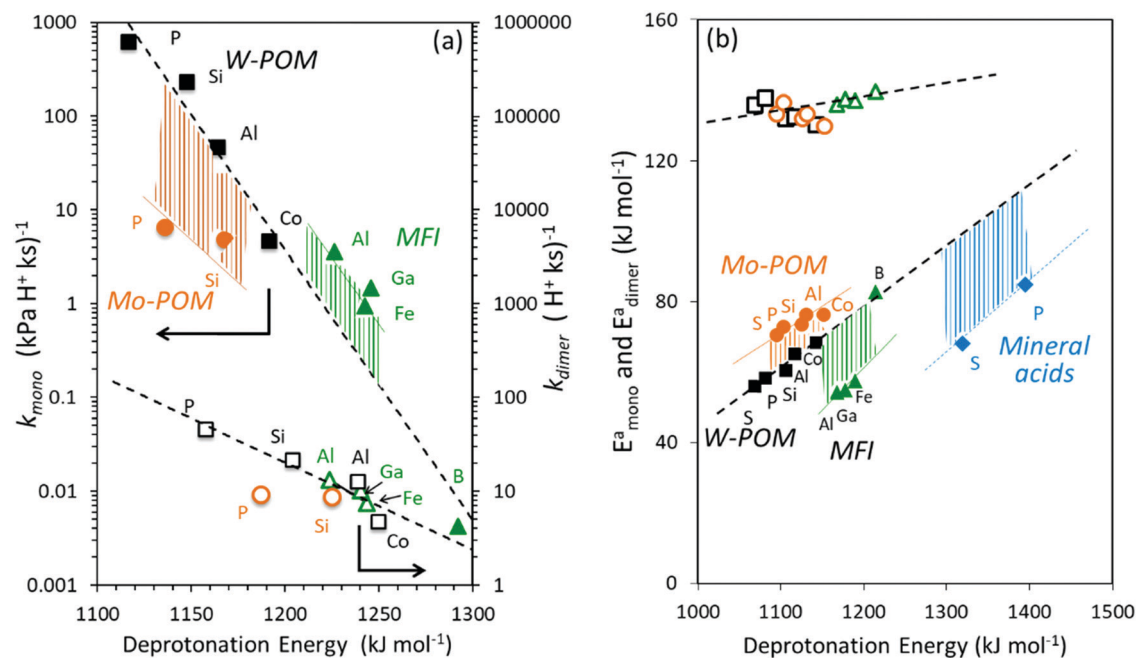 (a)
1000
100
10
1
0.1
0.01
0.001
k_mono (kPa H⁺ ks)⁻¹
1000000
100000
10000
1000
100
10
1
k_dimer (H⁺ ks)⁻¹
P
W-POM
Si
Al
Co
P
Si
Mo-POM
MFI
Al
Ga
Fe
B
P
Si
Al
Al
Ga
Fe
Co
P
Si
1100 1150 1200 1250 1300
Deprotonation Energy (kJ mol⁻¹)
(b)
160
120
80
40
0
Eᵃmono and Eᵃdimer (kJ mol⁻¹)
Mo-POM
S P Si Al Co
B
S P Si Al Co
W-POM
Al Ga Fe
MFI
P
S
Mineral
acids
1000 1100 1200 1300 1400 1500
Deprotonation Energy (kJ mol⁻¹)